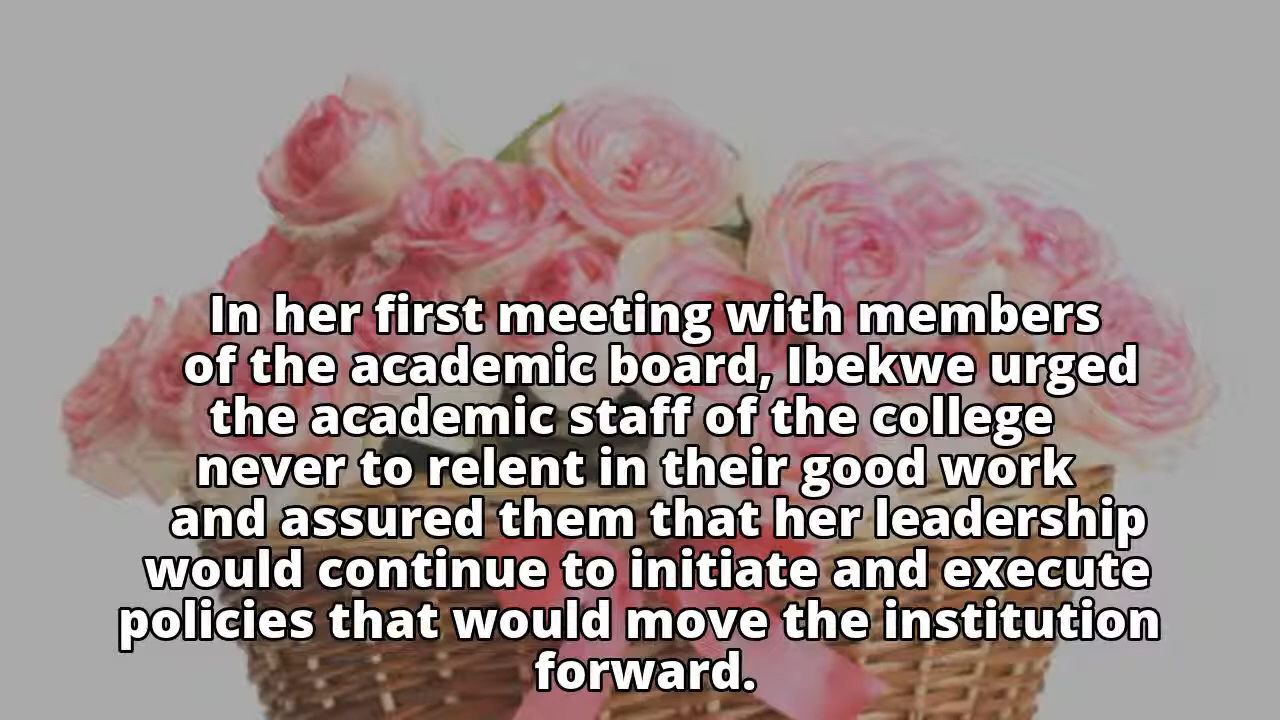 In her first meeting with members
of the academic board, Ibekwe urged
the academic staff of the college
never to relent in their good work
and assured them that her leadership
would continue to initiate and execute
policies that would move the institution
forward.